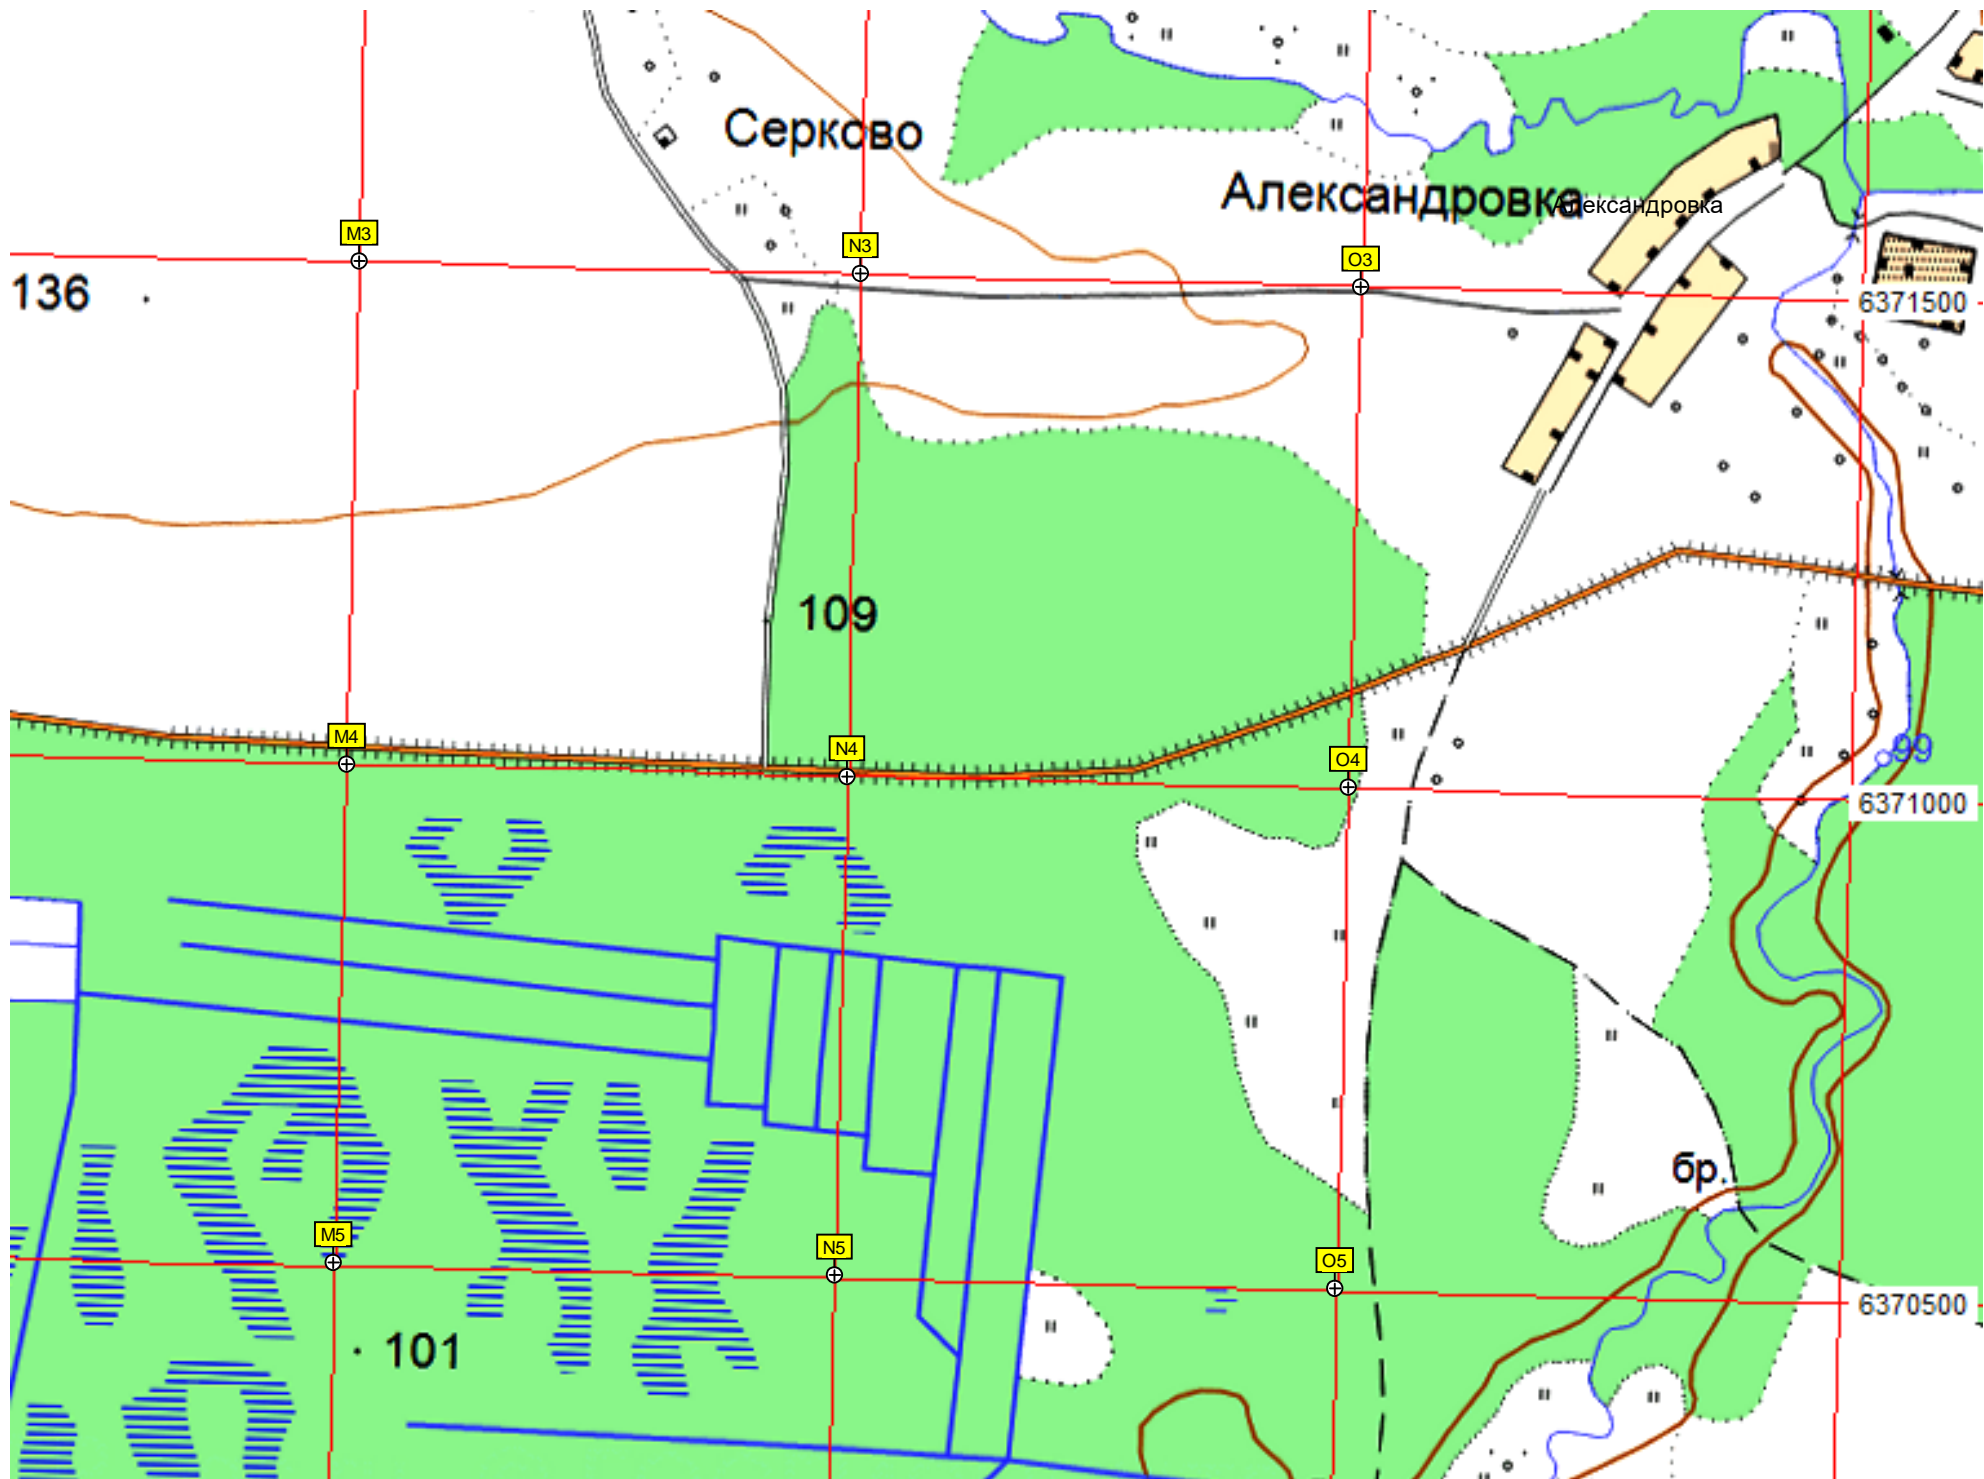 Серково
Александровка
Александровка
M3
N3
O3
136
6371500
109
M4
N4
O4
99
6371000
бр.
M5
N5
O5
6370500
101